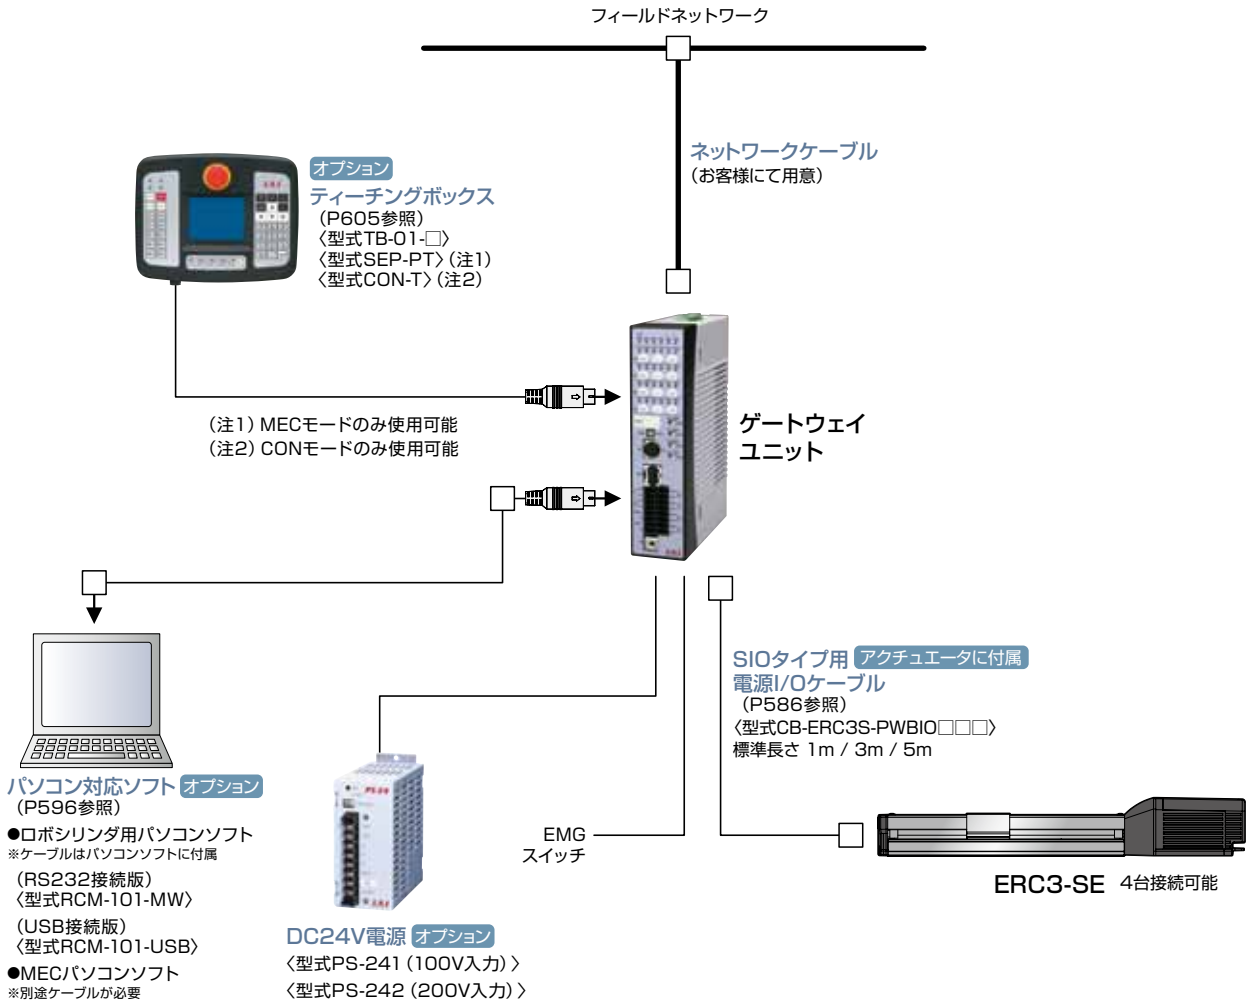 フィールドネットワーク
ネットワークケーブル
(お客様にて用意)
オプション
ティーチングボックス
(P605参照)
〈型式TB-01-□〉
〈型式SEP-PT〉(注1)
〈型式CON-T〉(注2)
(注1) MECモードのみ使用可能
(注2) CONモードのみ使用可能
ゲートウェイ
ユニット
SIOタイプ用 アクチュエータに付属
電源I/Oケーブル
(P586参照)
〈型式CB-ERC3S-PWBIO□□□〉
標準長さ 1m / 3m / 5m
パソコン対応ソフト オプション
(P596参照)
●ロボシリンダ用パソコンソフト
※ケーブルはパソコンソフトに付属
(RS232接続版)
〈型式RCM-101-MW〉
(USB接続版)
〈型式RCM-101-USB〉
●MECパソコンソフト
※別途ケーブルが必要
PS-24
EMG
スイッチ
DC24V電源 オプション
〈型式PS-241 (100V入力) 〉
〈型式PS-242 (200V入力) 〉
ERC3-SE 4台接続可能